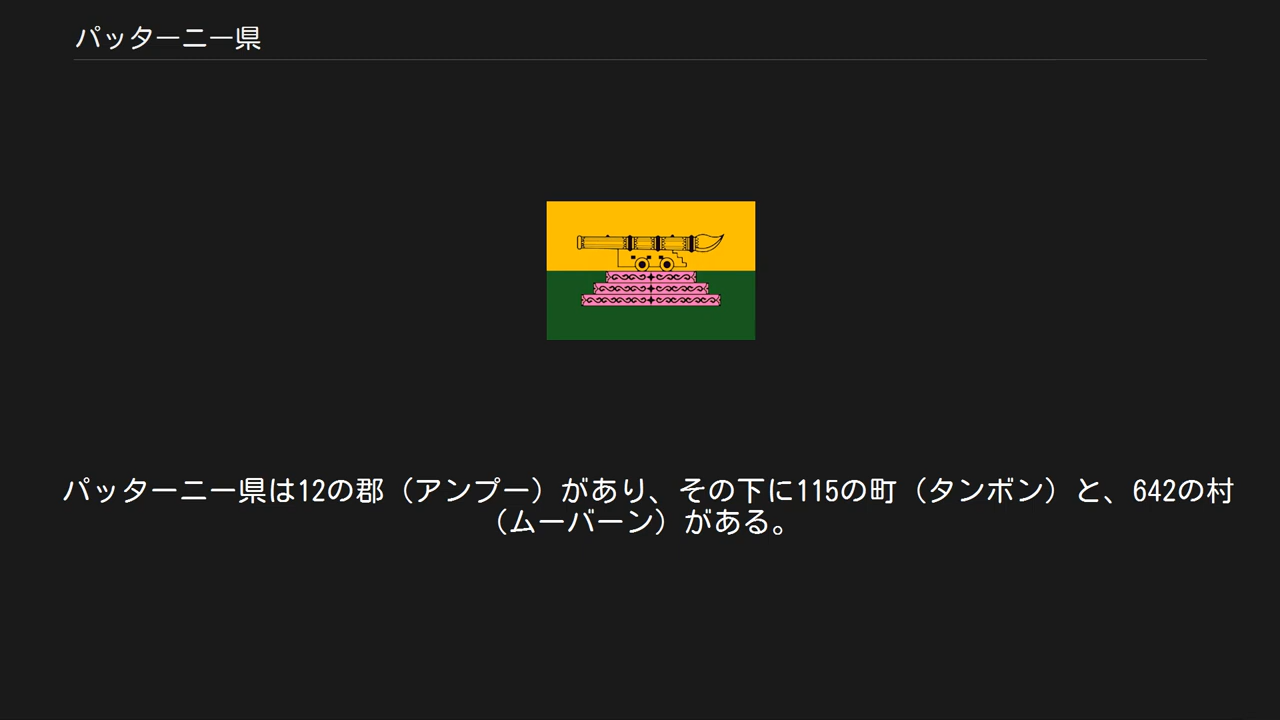 パッターニー県
パッターニー県は12の郡（アンプー）があり、その下に115の町（タンボン）と、642の村
（ムーバーン）がある。